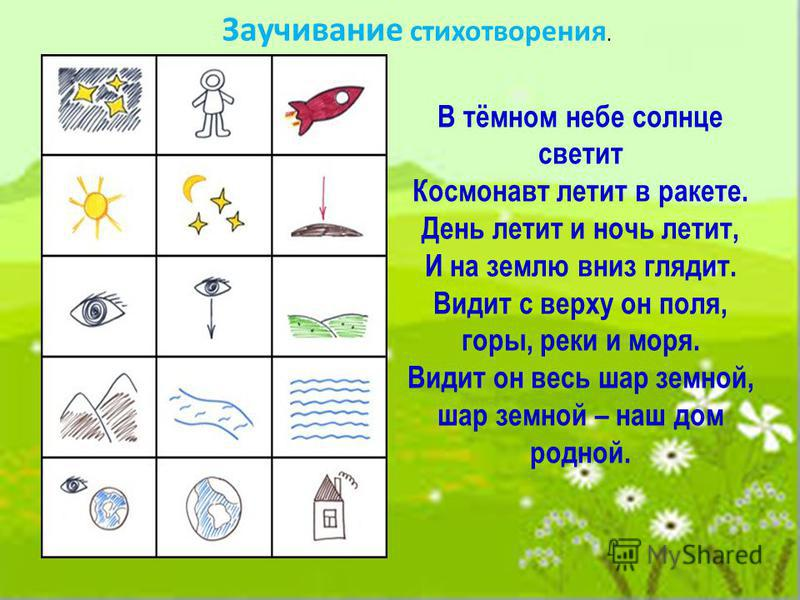 Заучивание стихотворения.
В тёмном небе солнце
светит
Космонавт летит в ракете.
День летит и ночь летит,
И на землю вниз глядит.
Видит с верху он поля,
горы, реки и моря.
Видит он весь шар земной,
шар земной – наш дом
родной.
MyShared